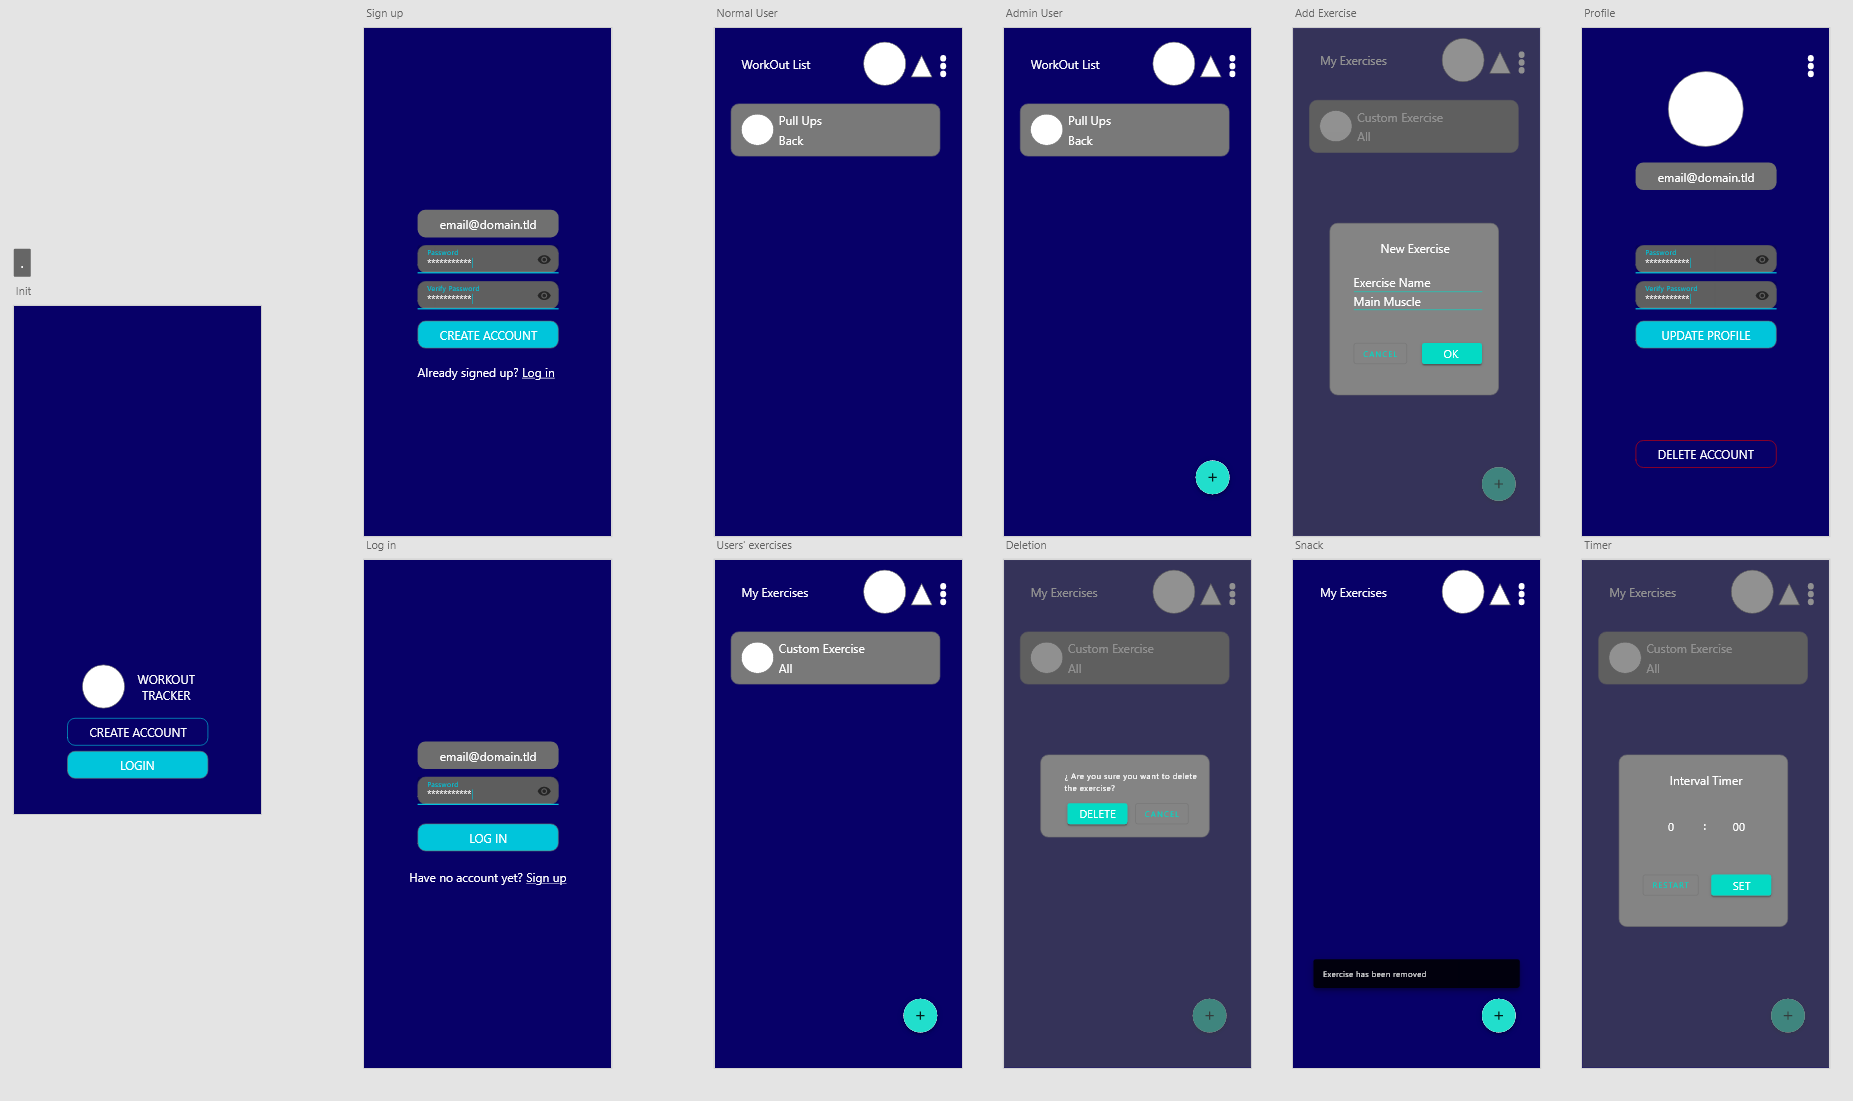 .
Init
WORKOUT
TRACKER
CREATE ACCOUNT
LOGIN
Sign up
email@domain.tld
Password
***********
Verify Password
***********
CREATE ACCOUNT
Already signed up? Log in
Log in
email@domain.tld
Password
***********
LOG IN
Have no account yet? Sign up
Normal User
WorkOut List
Pull Ups
Back
Users' exercises
My Exercises
Custom Exercise
All
+
Admin User
WorkOut List
Pull Ups
Back
+
Deletion
My Exercises
Custom Exercise
All
¿ Are you sure you want to delete
the exercise?
DELETE CANCEL
+
Add Exercise
My Exercises
Custom Exercise
All
New Exercise
Exercise Name
Main Muscle
CANCEL OK
+
Snack
My Exercises
Exercise has been removed
+
Profile
email@domain.tld
Password
***********
Verify Password
***********
UPDATE PROFILE
DELETE ACCOUNT
Timer
My Exercises
Custom Exercise
All
Interval Timer
0 : 00
RESTART SET
+